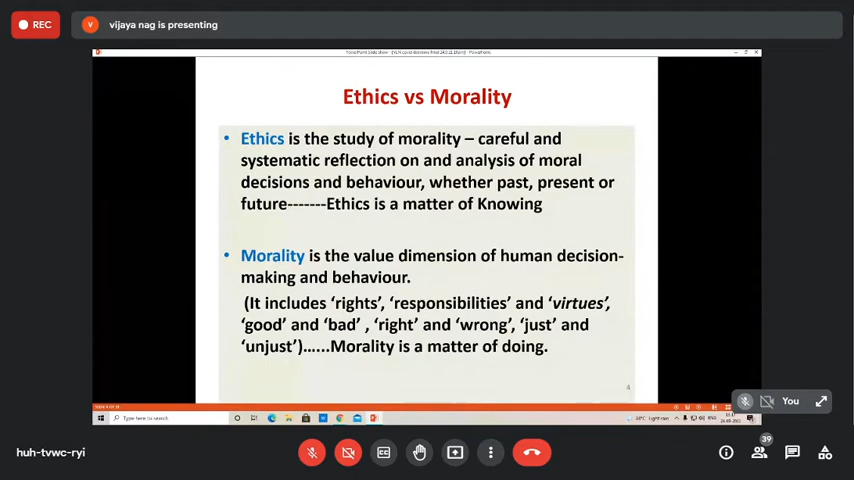 REC
v
vijaya nag is presenting
Ethics vs Morality
• Ethics is the study of morality – careful and
systematic reflection on and analysis of moral
decisions and behaviour, whether past, present or
future-------Ethics is a matter of Knowing
• Morality is the value dimension of human decision-
making and behaviour.
(It includes ‘rights’, ‘responsibilities’ and ‘virtues’,
‘good’ and ‘bad’ , ‘right’ and ‘wrong’, ‘just’ and
‘unjust’)…...Morality is a matter of doing.
4
You
Type here to search
Light rain
39
huh-tvwc-ryi